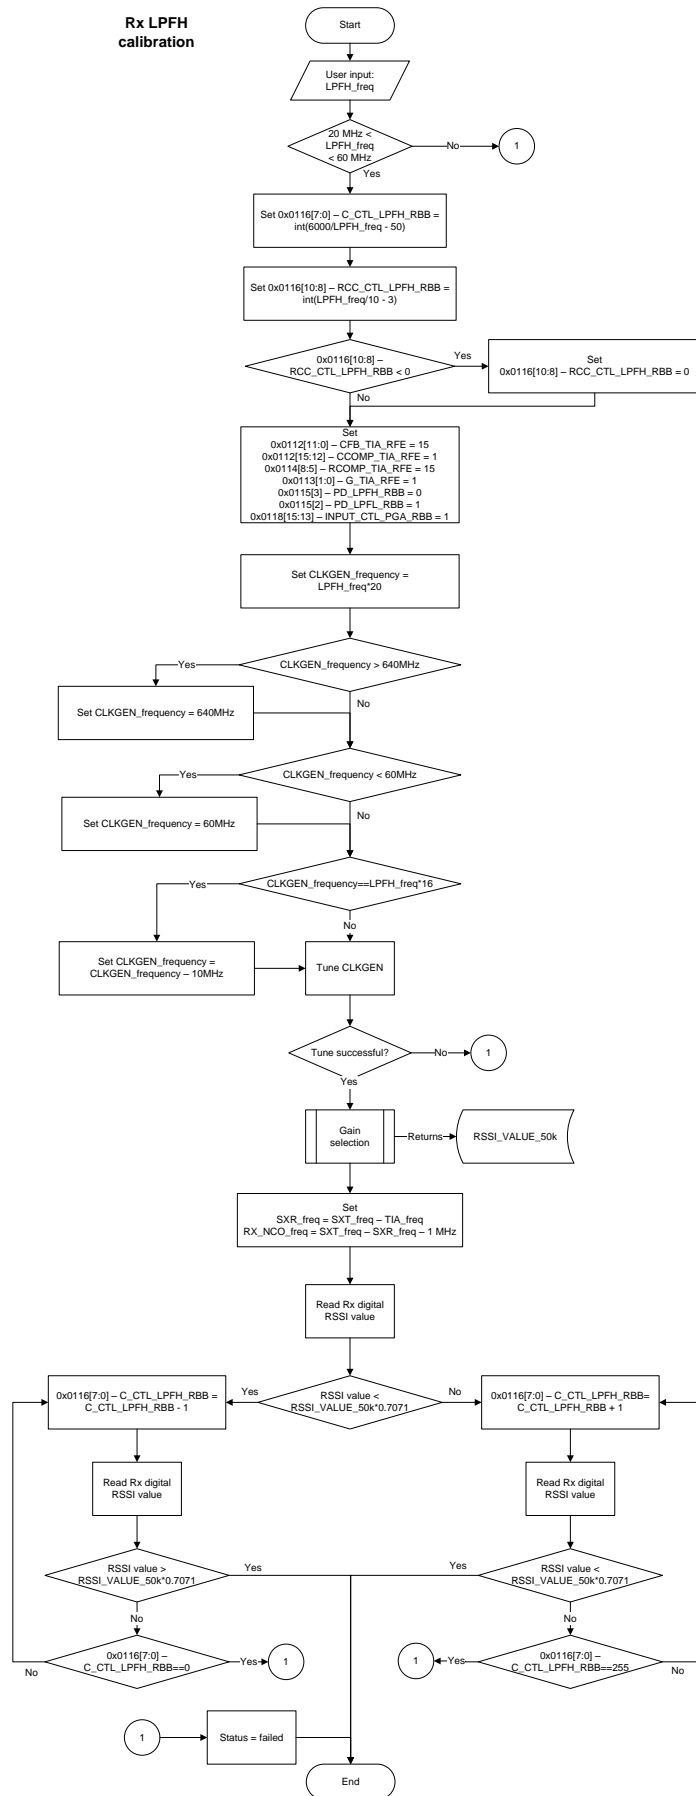 Rx LPFH
calibration
Start
User input:
LPFH_freq
20 MHz <
LPFH_freq
< 60 MHz
No
1
Yes
Set 0x0116[7:0] – C_CTL_LPFH_RBB =
int(6000/LPFH_freq - 50)
Set 0x0116[10:8] – RCC_CTL_LPFH_RBB =
int(LPFH_freq/10 - 3)
0x0116[10:8] –
RCC_CTL_LPFH_RBB < 0
Yes
Set
0x0116[10:8] – RCC_CTL_LPFH_RBB = 0
No
Set
0x0112[11:0] – CFB_TIA_RFE = 15
0x0112[15:12] – CCOMP_TIA_RFE = 1
0x0114[8:5] – RCOMP_TIA_RFE = 15
0x0113[1:0] – G_TIA_RFE = 1
0x0115[3] – PD_LPFH_RBB = 0
0x0115[2] – PD_LPFL_RBB = 1
0x0118[15:13] – INPUT_CTL_PGA_RBB = 1
Set CLKGEN_frequency =
LPFH_freq*20
CLKGEN_frequency > 640MHz
Yes
No
Set CLKGEN_frequency = 640MHz
CLKGEN_frequency < 60MHz
Yes
No
Set CLKGEN_frequency = 60MHz
CLKGEN_frequency==LPFH_freq*16
Yes
No
Set CLKGEN_frequency =
CLKGEN_frequency – 10MHz
Tune CLKGEN
Tune successful?
No
1
Yes
Gain
selection
Returns
RSSI_VALUE_50k
Set
SXR_freq = SXT_freq – TIA_freq
RX_NCO_freq = SXT_freq – SXR_freq – 1 MHz
Read Rx digital
RSSI value
RSSI value <
RSSI_VALUE_50k*0.7071
Yes
No
0x0116[7:0] – C_CTL_LPFH_RBB =
C_CTL_LPFH_RBB - 1
0x0116[7:0] – C_CTL_LPFH_RBB=
C_CTL_LPFH_RBB + 1
Read Rx digital
RSSI value
Read Rx digital
RSSI value
RSSI value >
RSSI_VALUE_50k*0.7071
Yes
Yes
RSSI value <
RSSI_VALUE_50k*0.7071
No
No
0x0116[7:0] –
C_CTL_LPFH_RBB==0
No
Yes
1
1
Yes
0x0116[7:0] –
C_CTL_LPFH_RBB==255
No
1
Status = failed
End